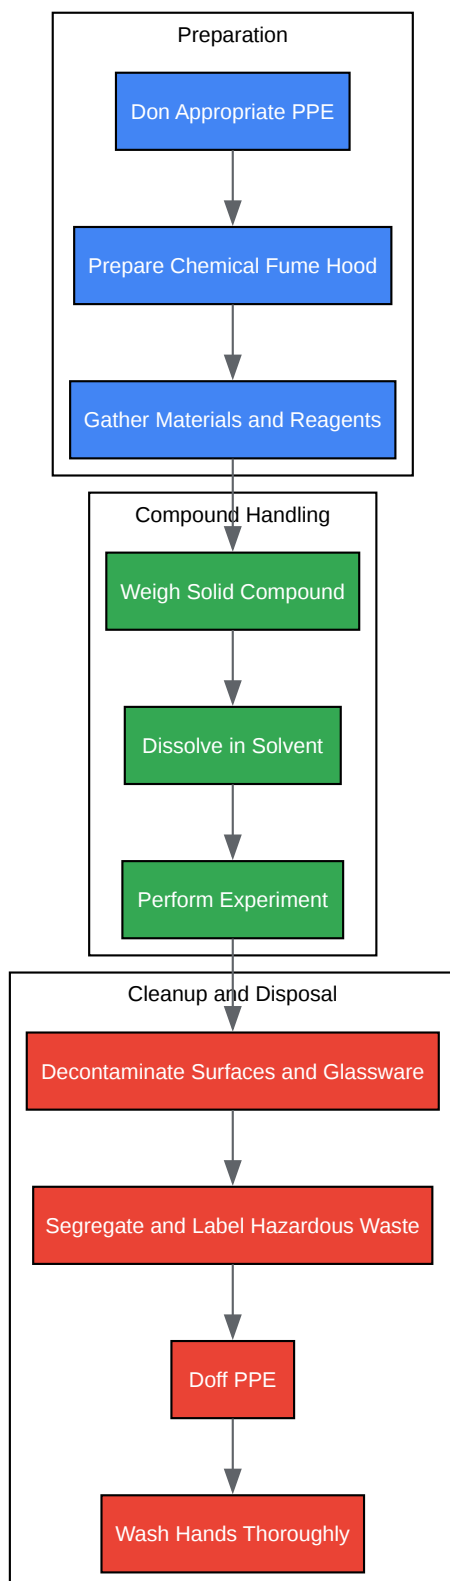 Preparation
Don Appropriate PPE
Prepare Chemical Fume Hood
Gather Materials and Reagents
Compound Handling
Weigh Solid Compound
Dissolve in Solvent
Perform Experiment
Cleanup and Disposal
Decontaminate Surfaces and Glassware
Segregate and Label Hazardous Waste
Doff PPE
Wash Hands Thoroughly